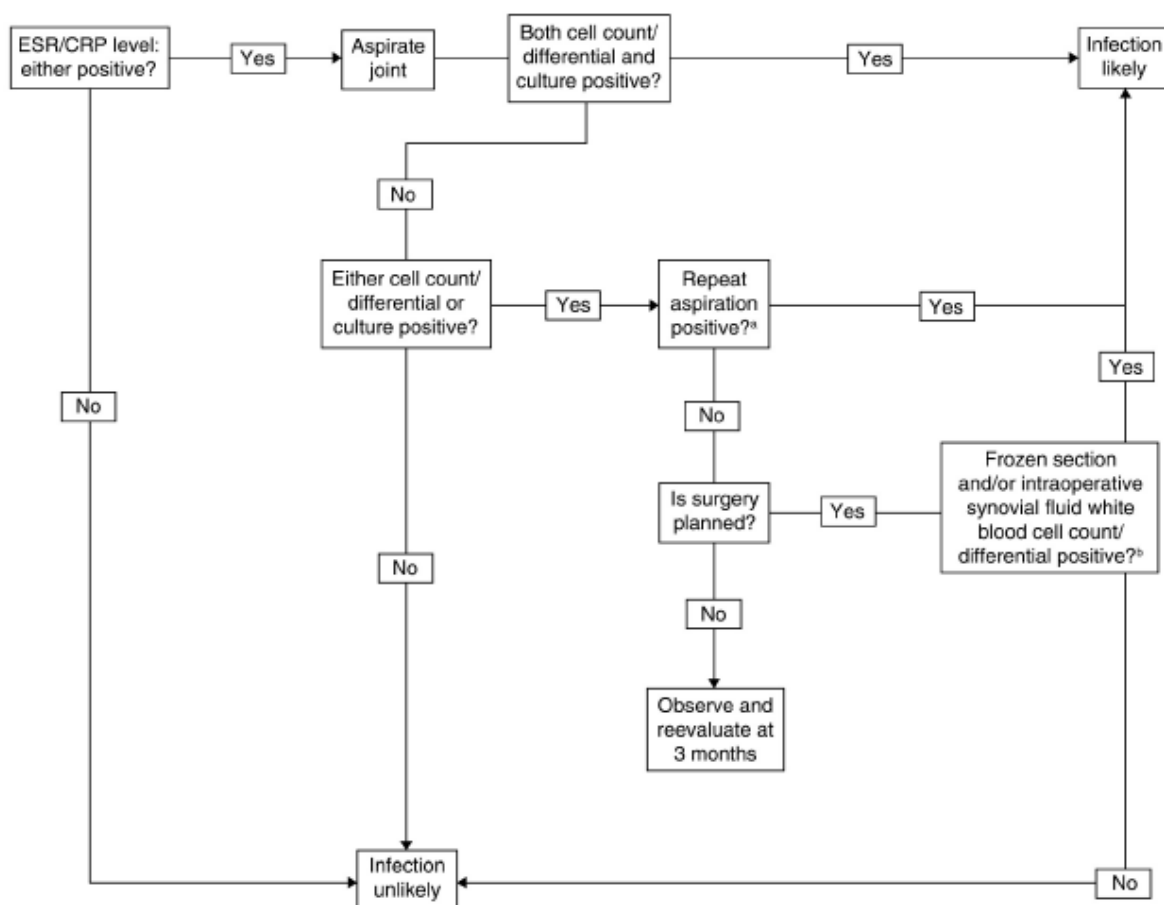 ESR/CRP level:
either positive?
Yes
Aspirate
joint
Both cell count/
differential and
culture positive?
Yes
Infection
likely
No
Either cell count/
differential or
culture positive?
Yes
Repeat
aspiration
positive?ᵃ
Yes
Yes
No
No
Frozen section
and/or intraoperative
synovial fluid white
blood cell count/
differential positive?ᵇ
Is surgery
planned?
Yes
No
No
Observe and
reevaluate at
3 months
Infection
unlikely
No